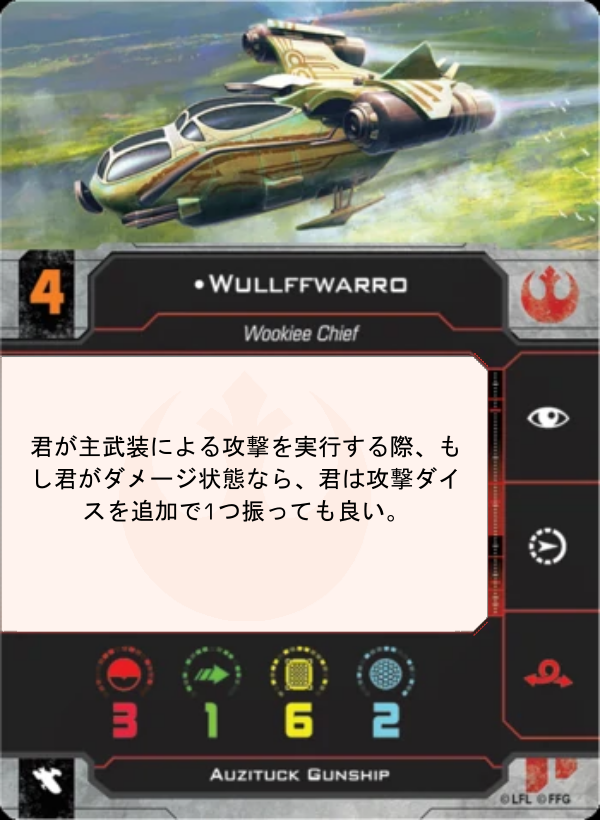 4
•WULLFFWARRO
Wookiee Chief
君が主武装による攻撃を実行する際、も
し君がダメージ状態なら、君は攻撃ダイ
スを追加で1つ振っても良い。
3 1 6 2
AUZITUCK GUNSHIP
©LFL ©FFG